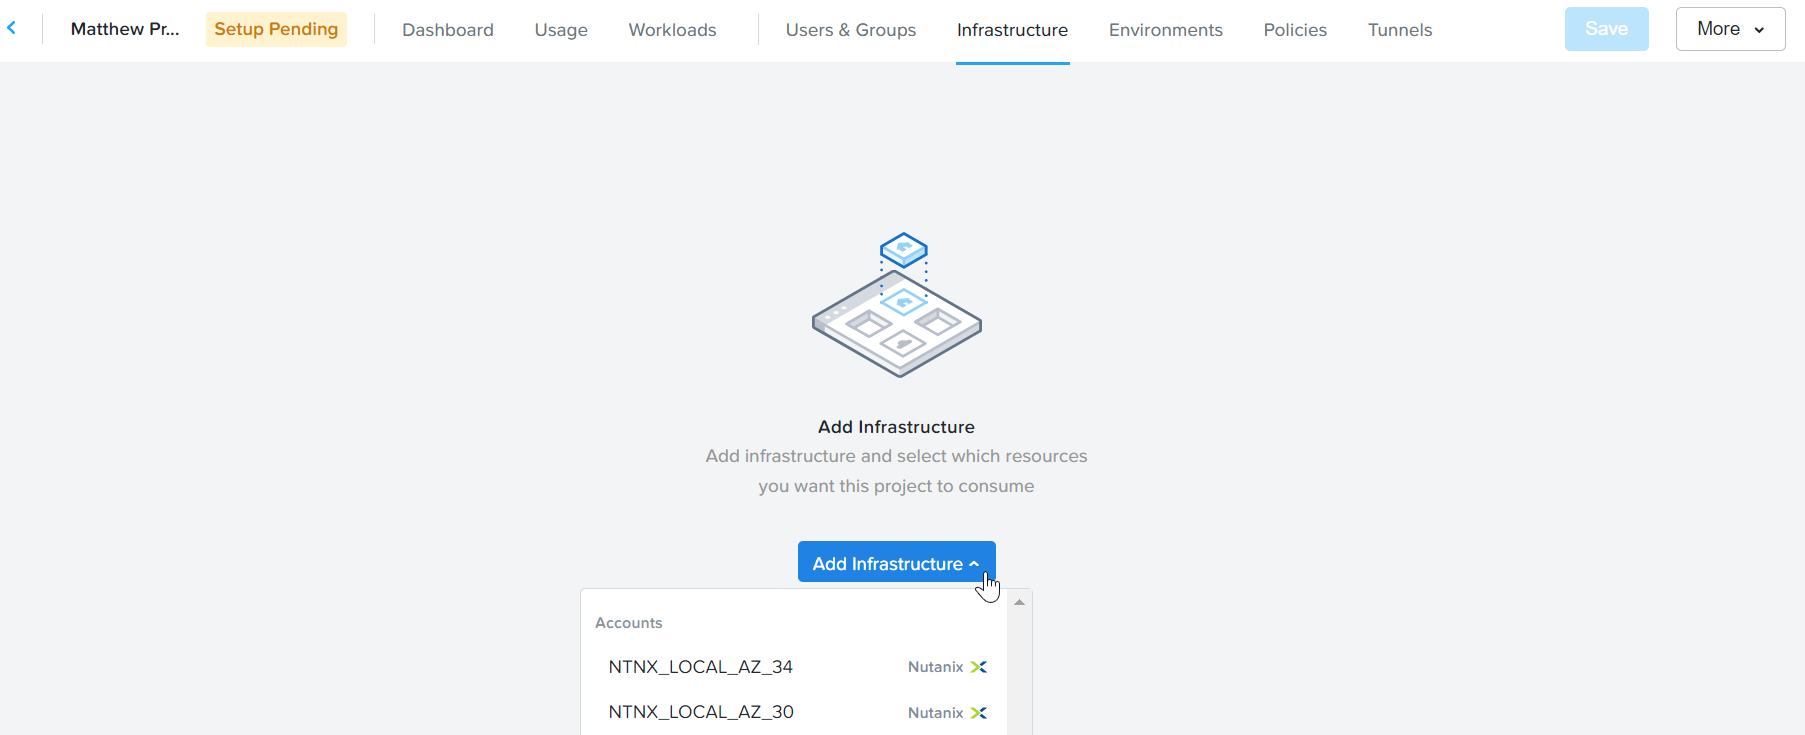 Matthew Pr... Setup Pending Dashboard Usage Workloads Users & Groups Infrastructure Environments Policies Tunnels Save More
Add Infrastructure
Add infrastructure and select which resources
you want this project to consume
Add Infrastructure
Accounts
NTNX_LOCAL_AZ_34 Nutanix
NTNX_LOCAL_AZ_30 Nutanix